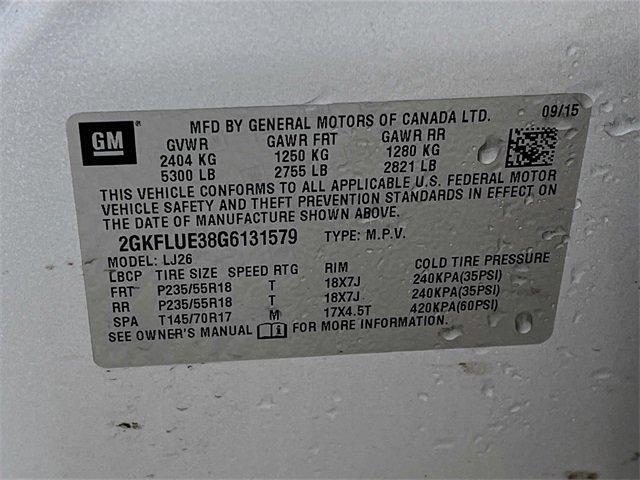 GM MFD BY GENERAL MOTORS OF CANADA LTD. 09/15
GVWR GAWR FRT GAWR RR
2404 KG 1250 KG 1280 KG
5300 LB 2755 LB 2821 LB
THIS VEHICLE CONFORMS TO ALL APPLICABLE U.S. FEDERAL MOTOR
VEHICLE SAFETY AND THEFT PREVENTION STANDARDS IN EFFECT ON
THE DATE OF MANUFACTURE SHOWN ABOVE.
2GKFLUE38G6131579 TYPE: M.P.V.
MODEL: LJ26
LBCP TIRE SIZE SPEED RTG RIM COLD TIRE PRESSURE
FRT P235/55R18 T 18X7J 240KPA(35PSI)
RR P235/55R18 T 18X7J 240KPA(35PSI)
SPA T145/70R17 M 17X4.5T 420KPA(60PSI)
SEE OWNER'S MANUAL FOR MORE INFORMATION.